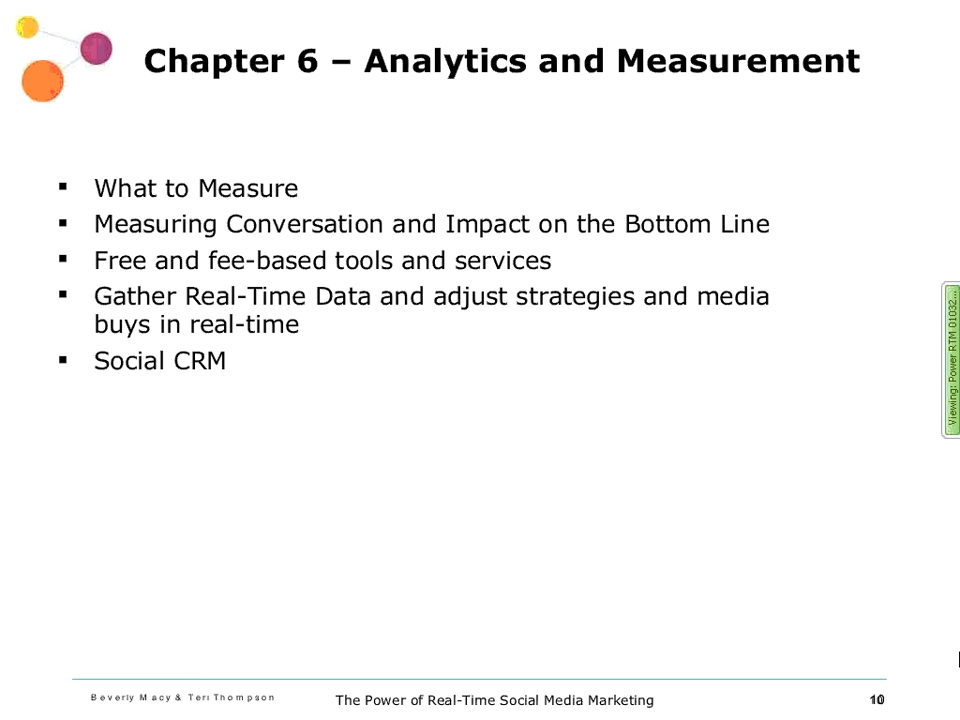 Chapter 6 – Analytics and Measurement
▪ What to Measure
▪ Measuring Conversation and Impact on the Bottom Line
▪ Free and fee-based tools and services
▪ Gather Real-Time Data and adjust strategies and media
buys in real-time
▪ Social CRM
Viewing: Power RTM 01032...
Beverly Macy & Teri Thompson
The Power of Real-Time Social Media Marketing
10